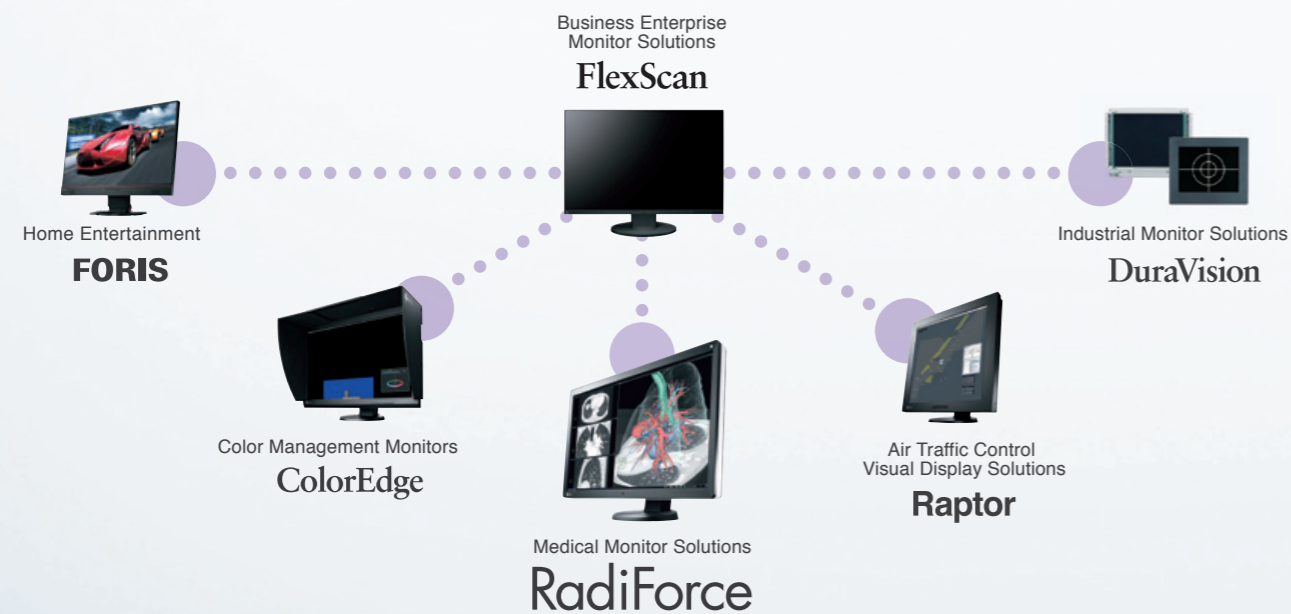 Business Enterprise
Monitor Solutions
FlexScan
Home Entertainment
FORIS
Industrial Monitor Solutions
DuraVision
Color Management Monitors
ColorEdge
Air Traffic Control
Visual Display Solutions
Raptor
Medical Monitor Solutions
RadiForce